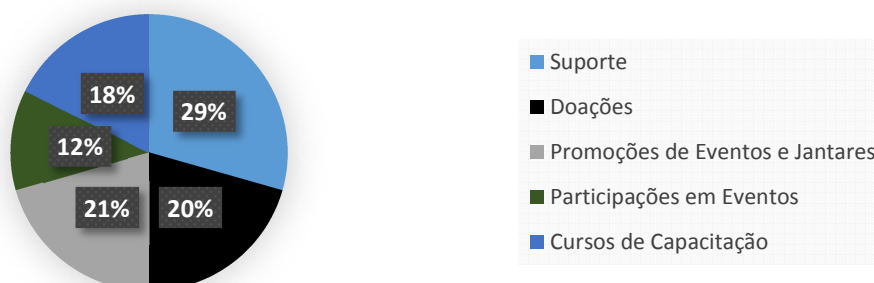 18%
29%
12%
21%
20%
Suporte
Doações
Promoções de Eventos e Jantares
Participações em Eventos
Cursos de Capacitação